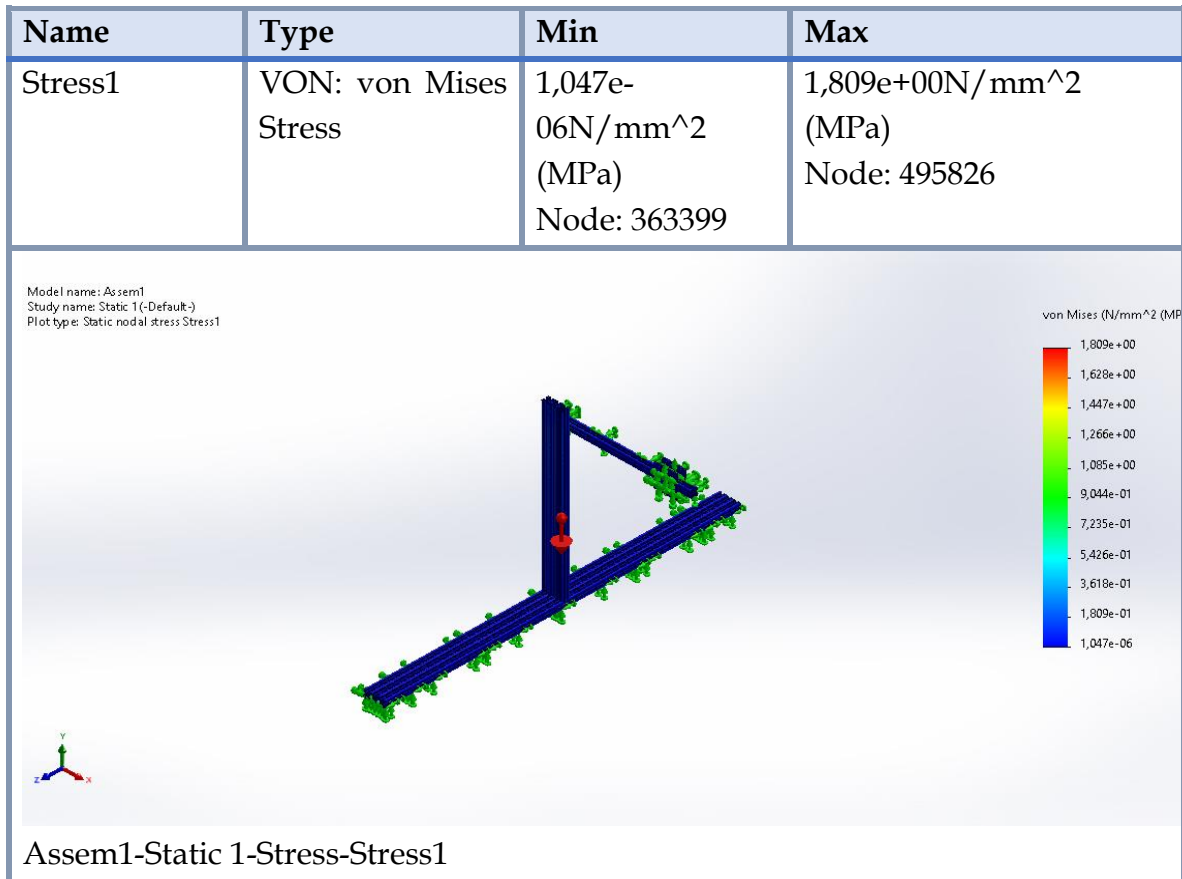 Name Type Min Max
Stress1 VON: von Mises 1,047e- 1,809e+00N/mm^2
Stress 06N/mm^2 (MPa)
(MPa) Node: 495826
Node: 363399
Model name: Assem1
Study name: Static 1(-Default-)
Plot type: Static nodal stress Stress1
von Mises (N/mm^2 (MP
1,809e+00
1,628e+00
1,447e+00
1,266e+00
1,085e+00
9,044e-01
7,235e-01
5,426e-01
3,618e-01
1,809e-01
1,047e-06
Y
Z X
Assem1-Static 1-Stress-Stress1